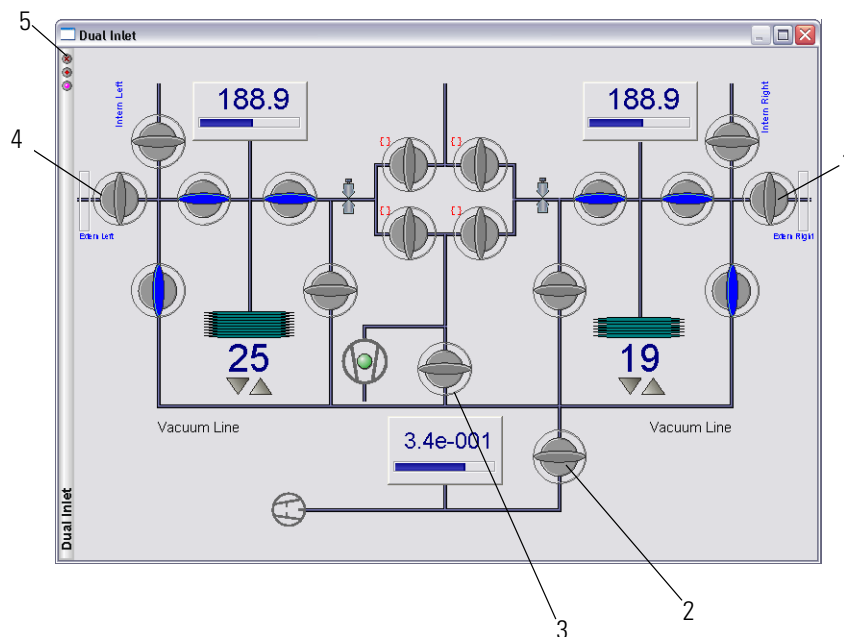 5
Dual Inlet
Intern Left
188.9
188.9
Intern Right
4
[ ]
[ ]
Extern Left
[ ]
[ ]
Extern Right
25
19
Vacuum Line
3.4e-001
Vacuum Line
Dual Inlet
2
3